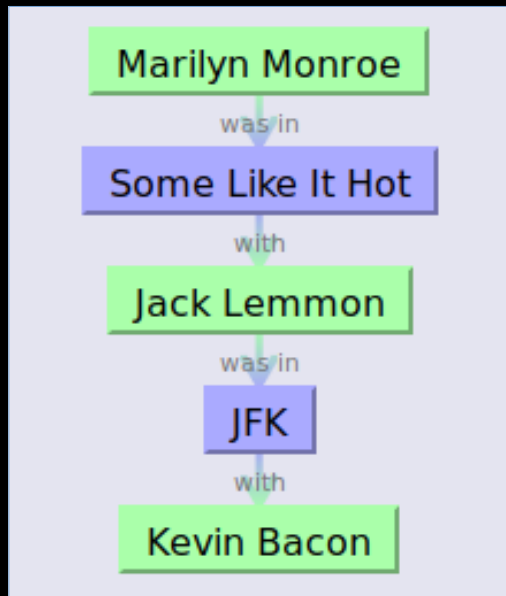 Marilyn Monroe
was in
Some Like It Hot
with
Jack Lemmon
was in
JFK
with
Kevin Bacon